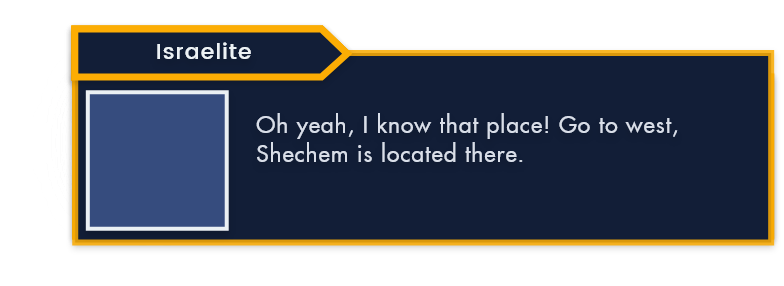 Israelite
Oh yeah, I know that place! Go to west,
Shechem is located there.